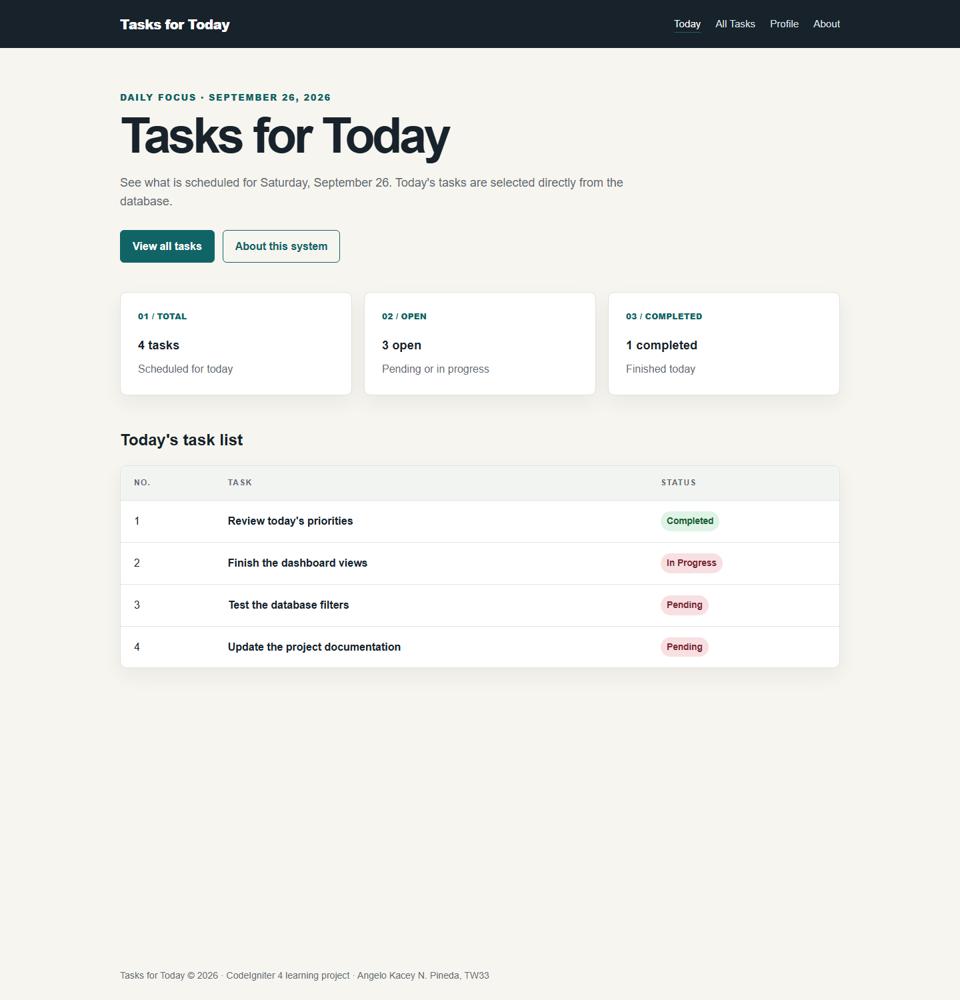 Tasks for Today
Today All Tasks Profile About
DAILY FOCUS · SEPTEMBER 26, 2026
Tasks for Today
See what is scheduled for Saturday, September 26. Today's tasks are selected directly from the
database.
View all tasks
About this system
01 / TOTAL
4 tasks
Scheduled for today
02 / OPEN
3 open
Pending or in progress
03 / COMPLETED
1 completed
Finished today
Today's task list
NO. TASK STATUS
1 Review today's priorities Completed
2 Finish the dashboard views In Progress
3 Test the database filters Pending
4 Update the project documentation Pending
Tasks for Today © 2026 · CodeIgniter 4 learning project · Angelo Kacey N. Pineda, TW33